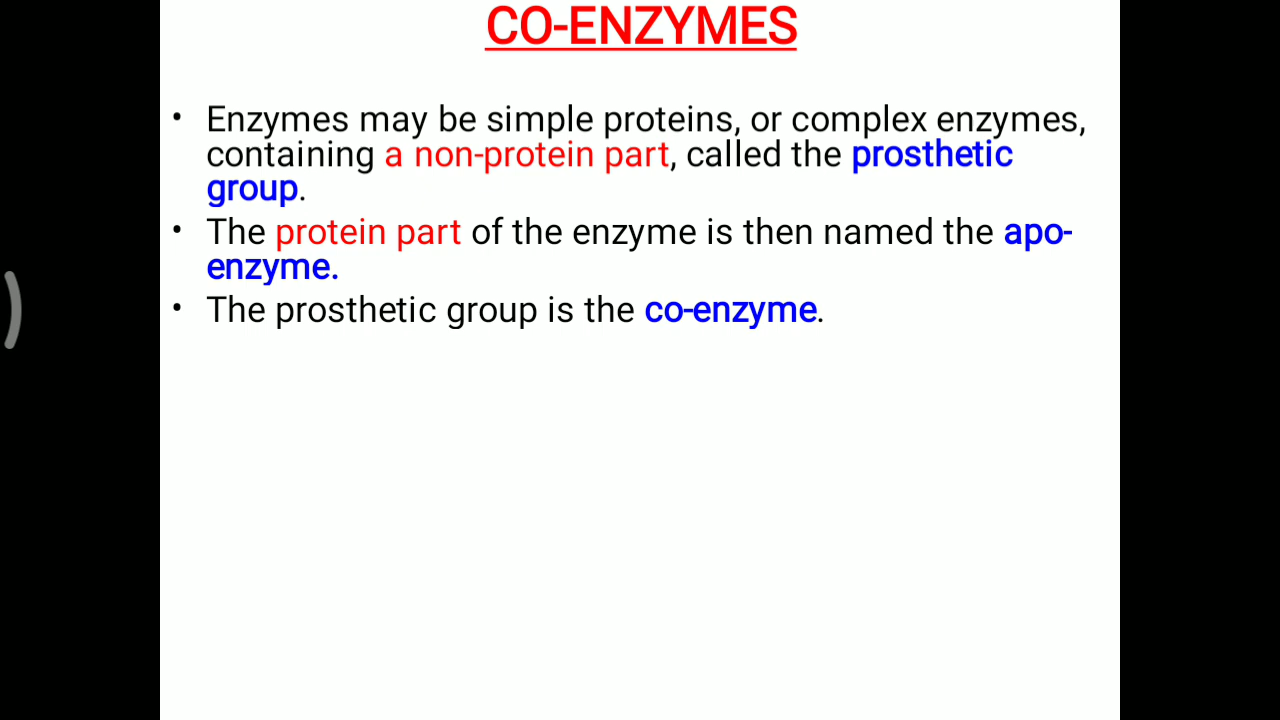 CO-ENZYMES
• Enzymes may be simple proteins, or complex enzymes,
containing a non-protein part, called the prosthetic
group.
• The protein part of the enzyme is then named the apo-
enzyme.
• The prosthetic group is the co-enzyme.